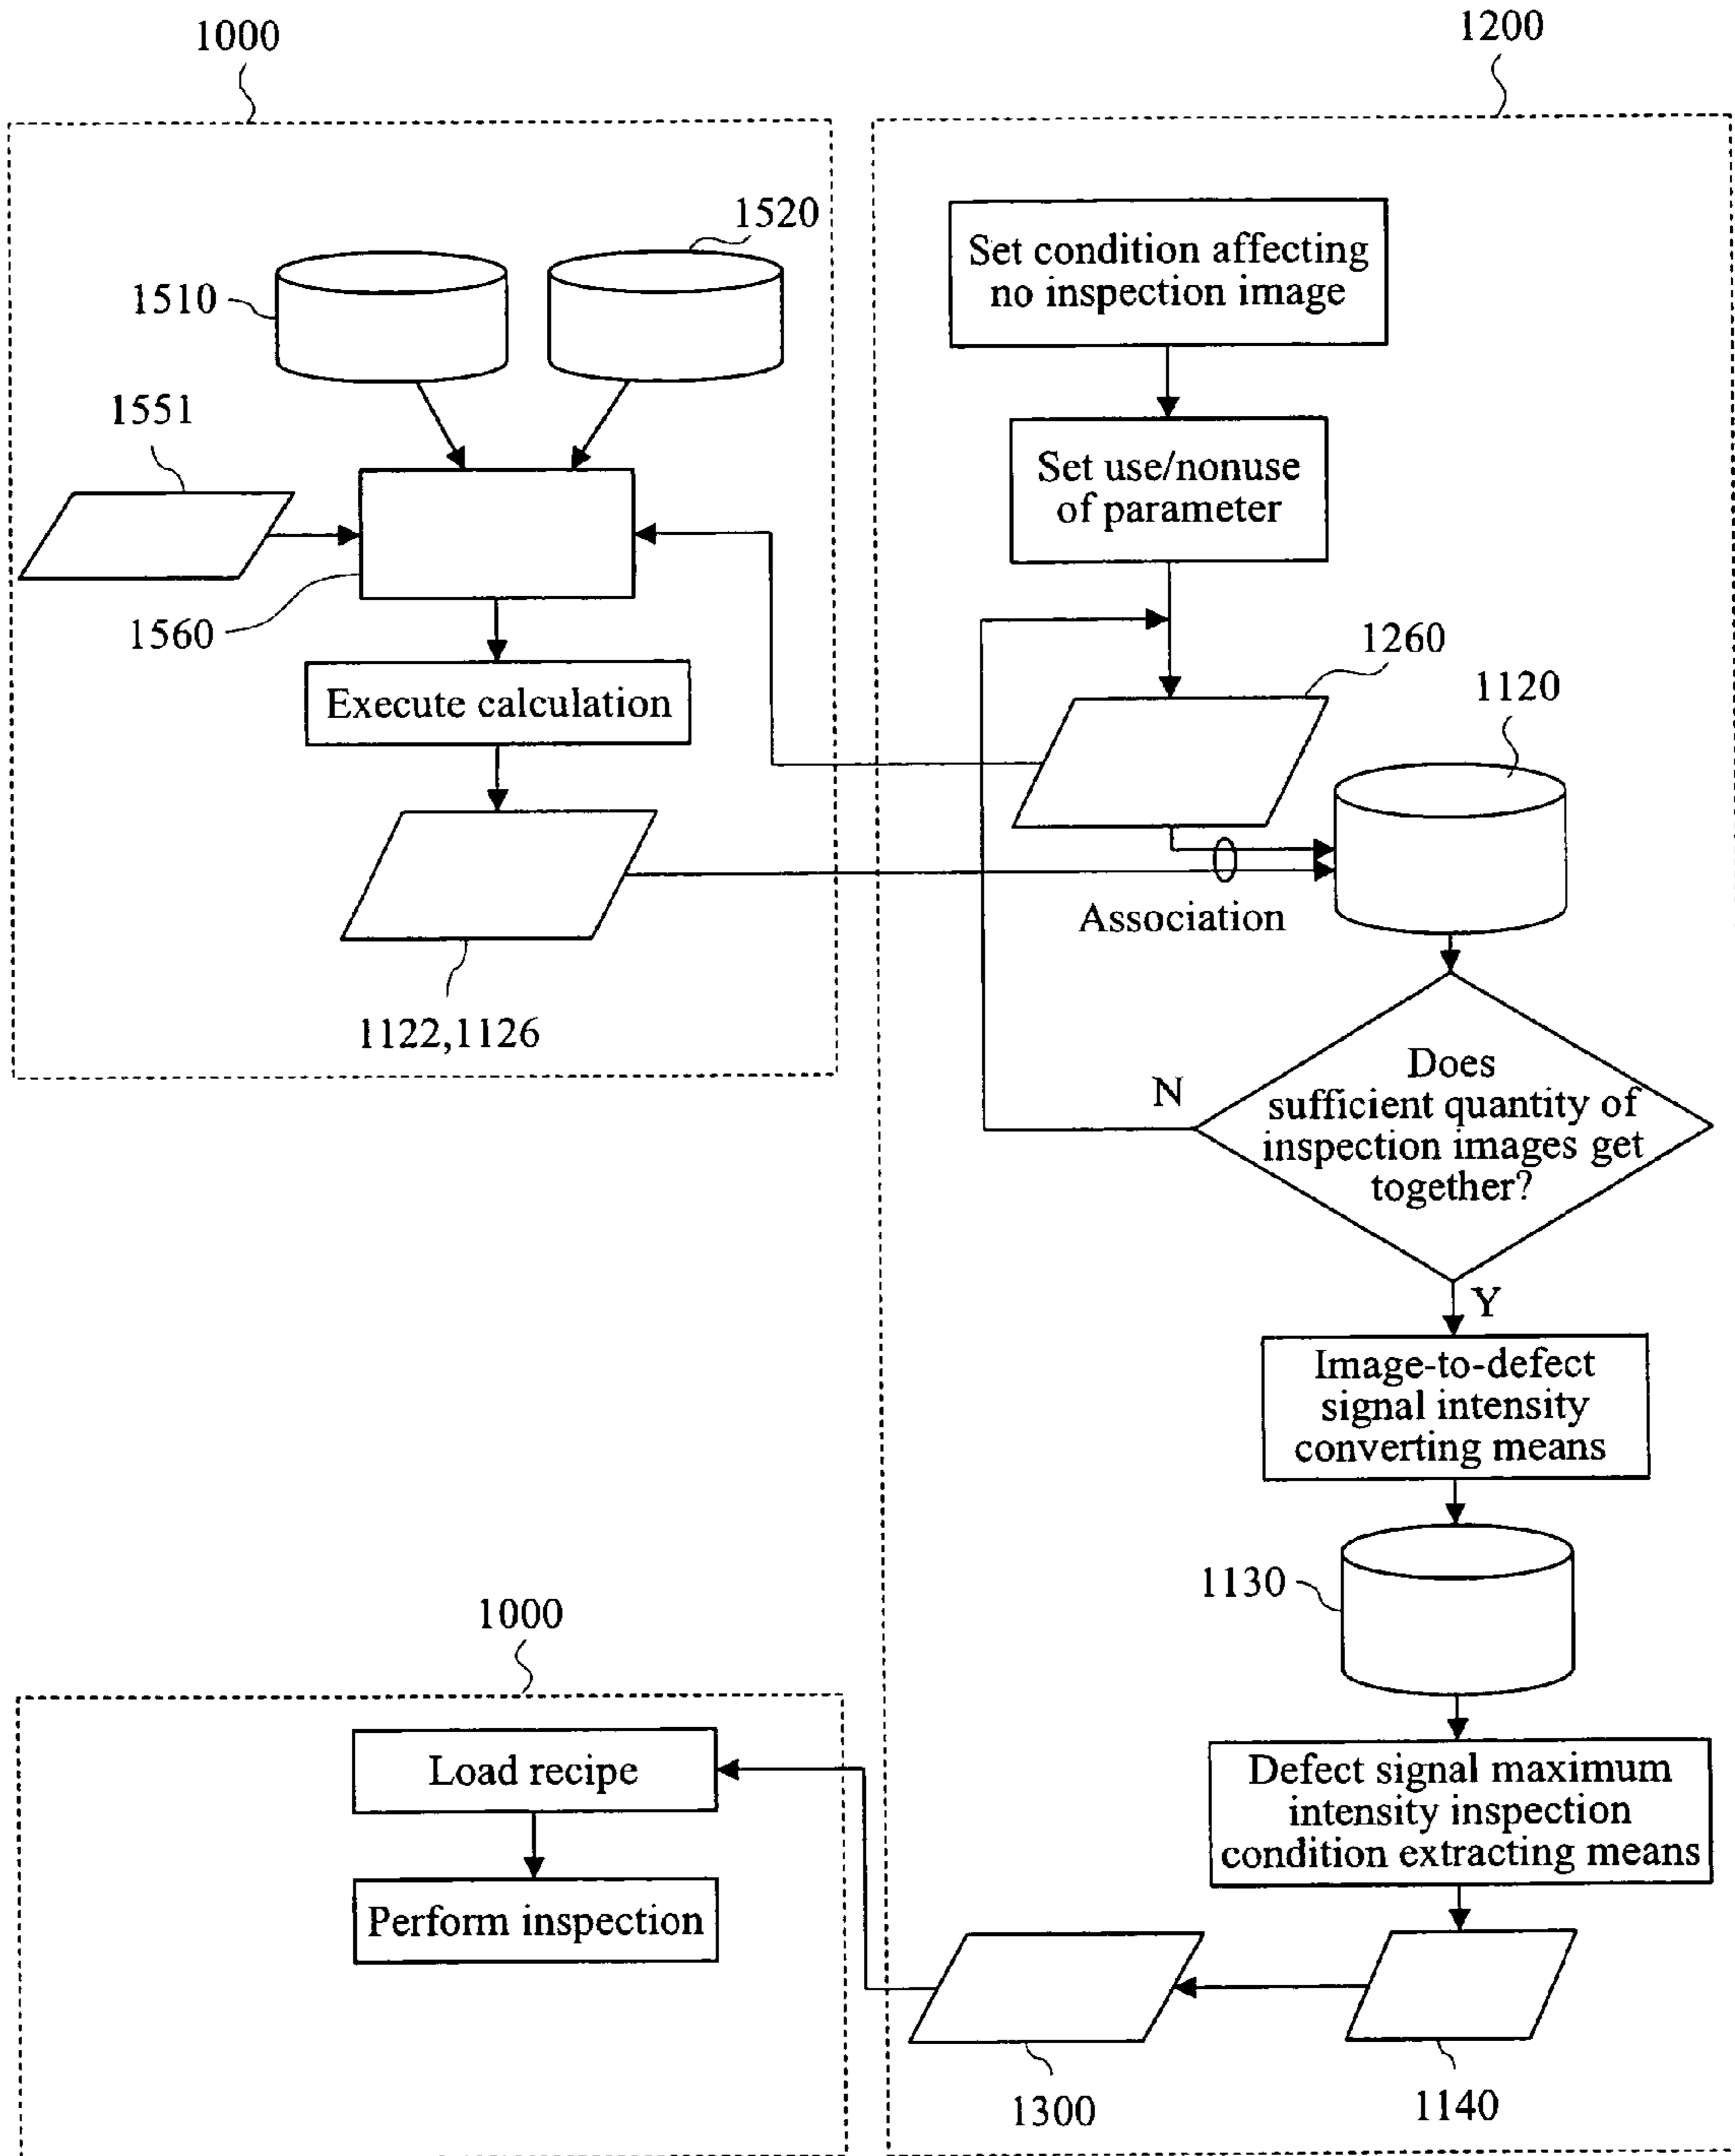 1000
1200
1520
1510
1551
1560
Execute calculation
1122,1126
Set condition affecting
no inspection image
Set use/nonuse
of parameter
1260
1120
Association
Does
sufficient quantity of
inspection images get
together?
N
Y
Image-to-defect
signal intensity
converting means
1130
Defect signal maximum
intensity inspection
condition extracting means
1140
1300
1000
Load recipe
Perform inspection